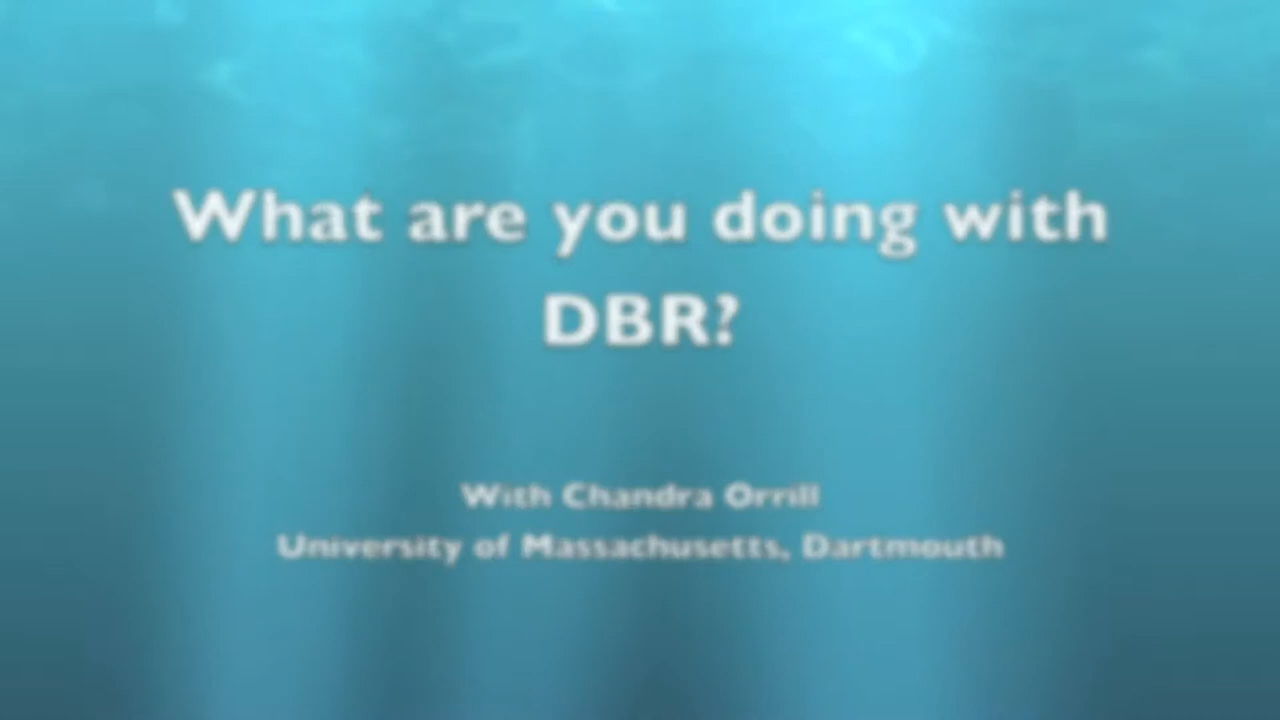 What are you doing with
DBR?
With Chandra Orrill
University of Massachusetts, Dartmouth